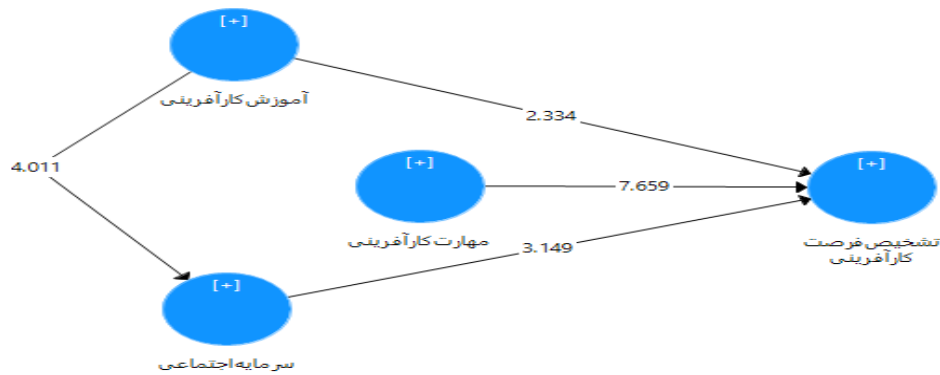 [+]
آموزش کارآفرینی
2.334
4.011
[+]
7.659
[+]
مهارت کارآفرینی
تشخیص فرصت
کارآفرینی
3.149
[+]
سرمایه اجتماعی